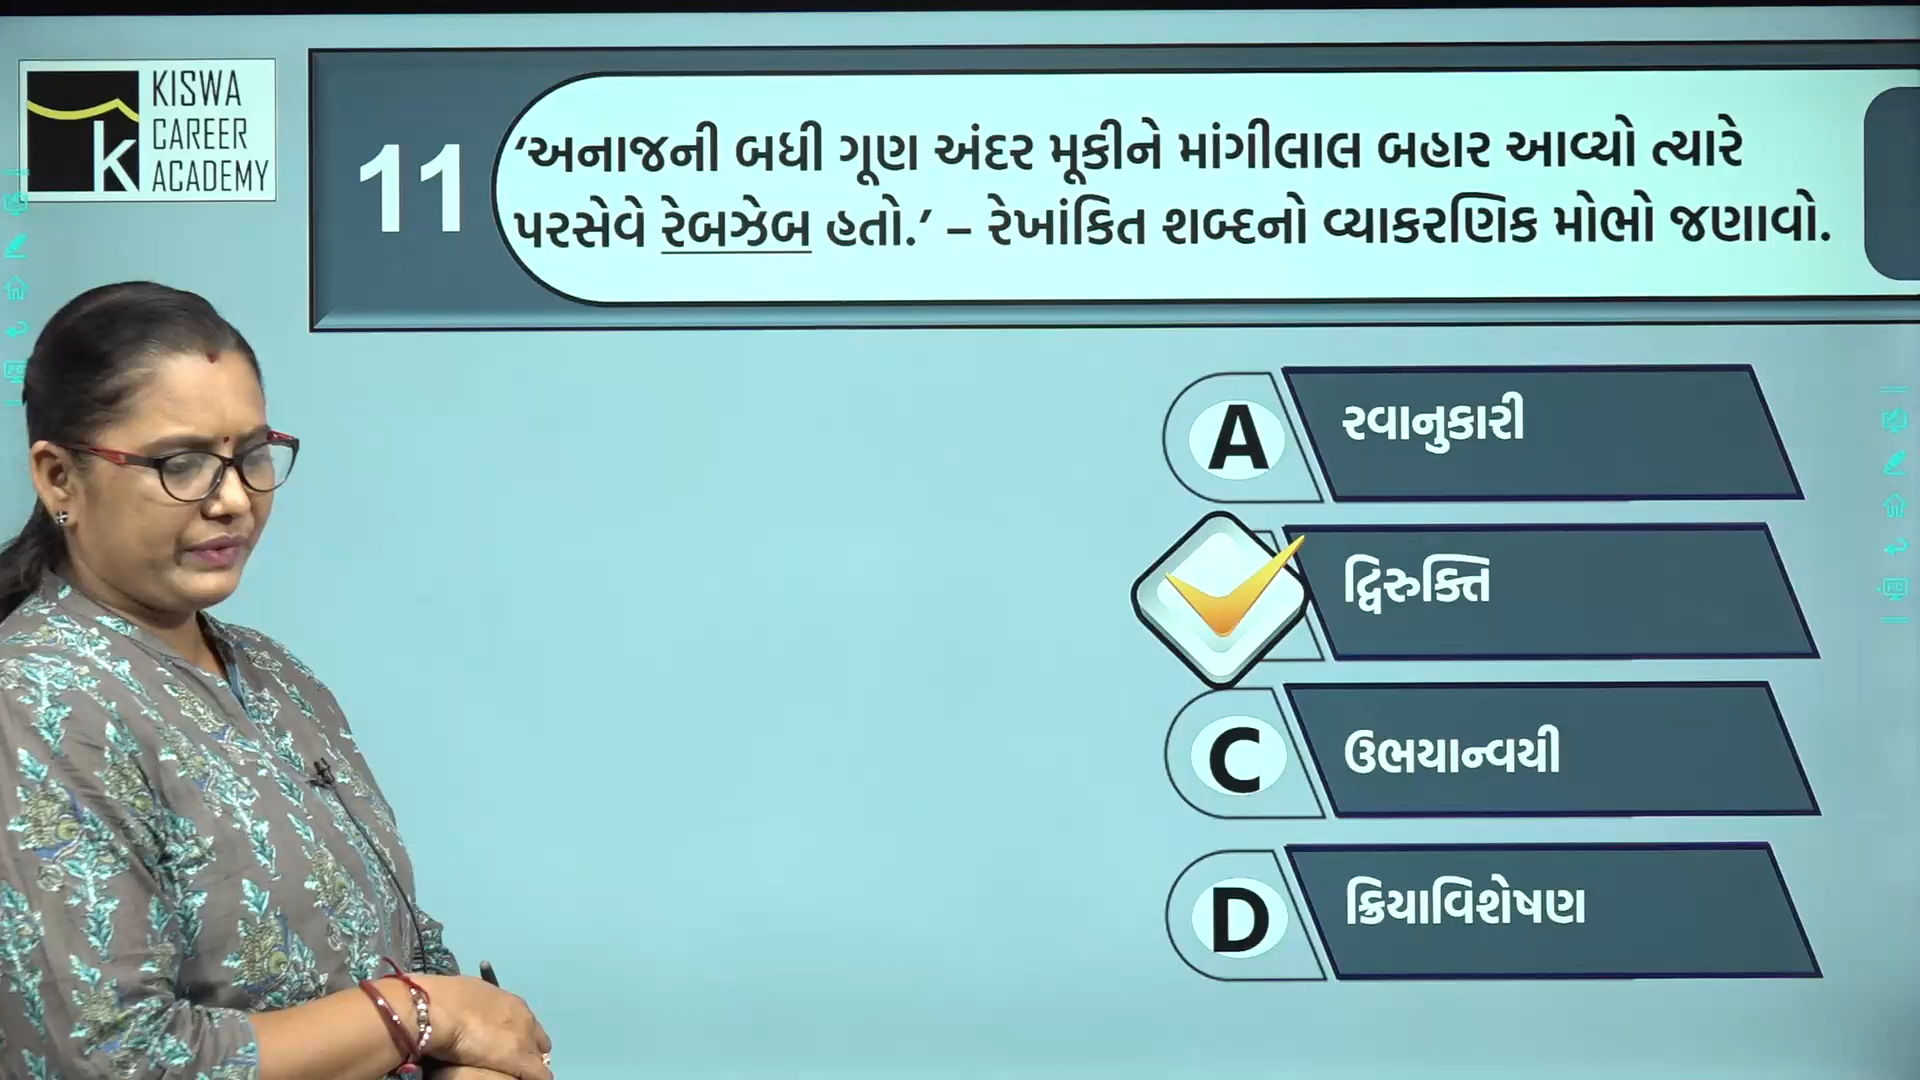 KISWA
CAREER
ACADEMY
k
11
‘અનાજની બધી ગૂણ અંદર મૂકીને માંગીલાલ બહાર આવ્યો ત્યારે
પરસેવે રેબઝેબ હતો.’ – રેખાંકિત શબ્દનો વ્યાકરણિક મોભો જણાવો.
A રવાનુકારી
દ્વિરુક્તિ
C ઉભયાન્વયી
D ક્રિયાવિશેષણ